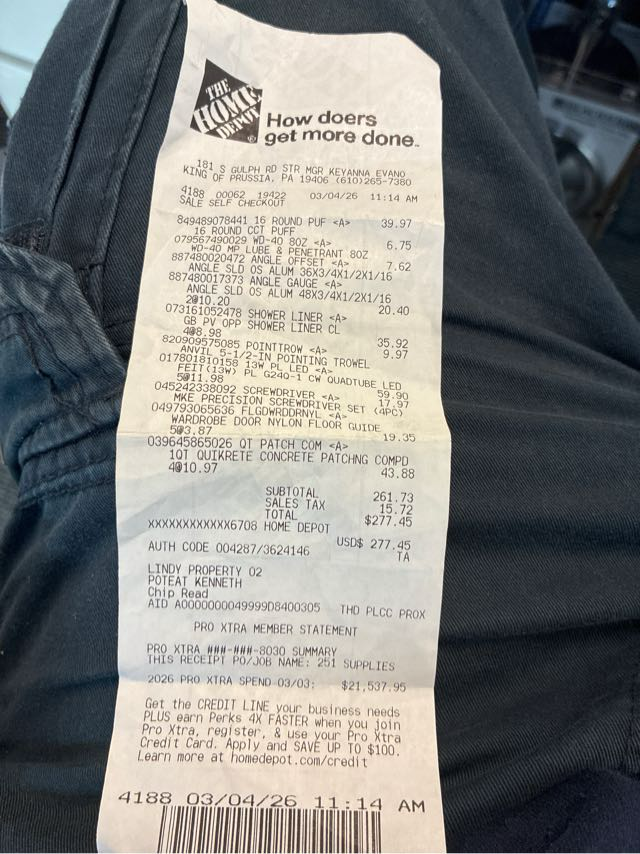 THE
HOME
DEPOT
How doers
get more done.
181 S GULPH RD STR MGR KEYANNA EVANO
KING OF PRUSSIA, PA 19406 (610)265-7380
4188 00062 19422 03/04/26 11:14 AM
SALE SELF CHECKOUT
849489078441 16 ROUND PUF <A> 39.97
16 ROUND CCT PUFF
079567490029 WD-40 8OZ <A> 6.75
WD-40 MP LUBE & PENETRANT 8OZ
887480020472 ANGLE OFFSET <A> 7.62
ANGLE SLD OS ALUM 36X3/4X1/2X1/16
887480017373 ANGLE GAUGE <A>
ANGLE SLD OS ALUM 48X3/4X1/2X1/16
2@10.20 20.40
073161052478 SHOWER LINER <A>
GB PV OPP SHOWER LINER CL
4@8.98 35.92
820909575085 POINTTROW <A> 9.97
ANVIL 5-1/2-IN POINTING TROWEL
017801810158 13W PL LED <A>
FEIT(13W) PL G24Q-1 CW QUADTUBE LED
5@11.98 59.90
045242338092 SCREWDRIVER <A> 17.97
MKE PRECISION SCREWDRIVER SET (4PC)
049793065636 FLGDWRDDRNYL <A>
WARDROBE DOOR NYLON FLOOR GUIDE
5@3.87 19.35
039645865026 QT PATCH COM <A>
1QT QUIKRETE CONCRETE PATCHNG COMPD
4@10.97 43.88
SUBTOTAL 261.73
SALES TAX 15.72
TOTAL $277.45
XXXXXXXXXXXX6708 HOME DEPOT
USD$ 277.45
AUTH CODE 004287/3624146 TA
LINDY PROPERTY 02
POTEAT KENNETH
Chip Read
AID A0000000049999D8400305 THD PLCC PROX
PRO XTRA MEMBER STATEMENT
PRO XTRA ###-###-8030 SUMMARY
THIS RECEIPT PO/JOB NAME: 251 SUPPLIES
2026 PRO XTRA SPEND 03/03: $21,537.95
Get the CREDIT LINE your business needs
PLUS earn Perks 4X FASTER when you join
Pro Xtra, register, & use your Pro Xtra
Credit Card. Apply and SAVE UP TO $100.
Learn more at homedepot.com/credit
4188 03/04/26 11:14 AM